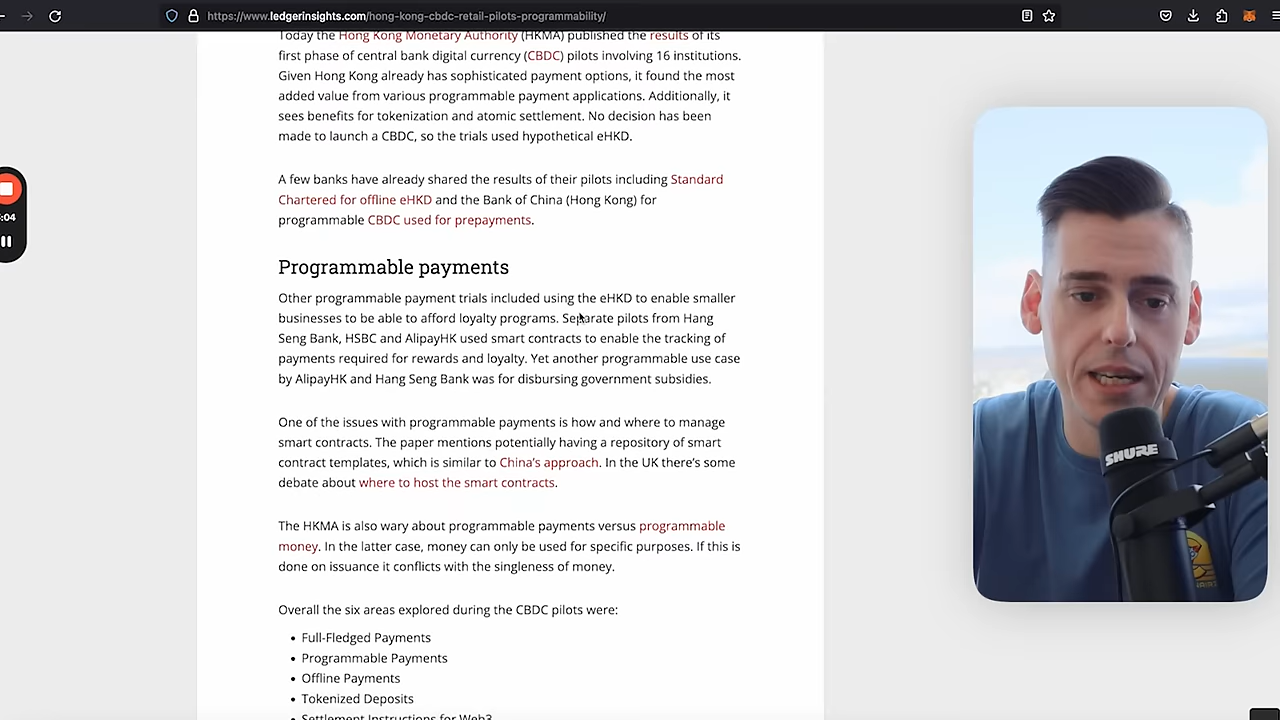 https://www.ledgerinsights.com/hong-kong-cbdc-retail-pilots-programmability/
Today the Hong Kong Monetary Authority (HKMA) published the results of its
first phase of central bank digital currency (CBDC) pilots involving 16 institutions.
Given Hong Kong already has sophisticated payment options, it found the most
added value from various programmable payment applications. Additionally, it
sees benefits for tokenization and atomic settlement. No decision has been
made to launch a CBDC, so the trials used hypothetical eHKD.
A few banks have already shared the results of their pilots including Standard
Chartered for offline eHKD and the Bank of China (Hong Kong) for
programmable CBDC used for prepayments.
:04
Programmable payments
Other programmable payment trials included using the eHKD to enable smaller
businesses to be able to afford loyalty programs. Separate pilots from Hang
Seng Bank, HSBC and AlipayHK used smart contracts to enable the tracking of
payments required for rewards and loyalty. Yet another programmable use case
by AlipayHK and Hang Seng Bank was for disbursing government subsidies.
One of the issues with programmable payments is how and where to manage
smart contracts. The paper mentions potentially having a repository of smart
contract templates, which is similar to China's approach. In the UK there's some
debate about where to host the smart contracts.
The HKMA is also wary about programmable payments versus programmable
money. In the latter case, money can only be used for specific purposes. If this is
done on issuance it conflicts with the singleness of money.
Overall the six areas explored during the CBDC pilots were:
• Full-Fledged Payments
• Programmable Payments
• Offline Payments
• Tokenized Deposits
• Settlement Instructions for Web3
SHURE